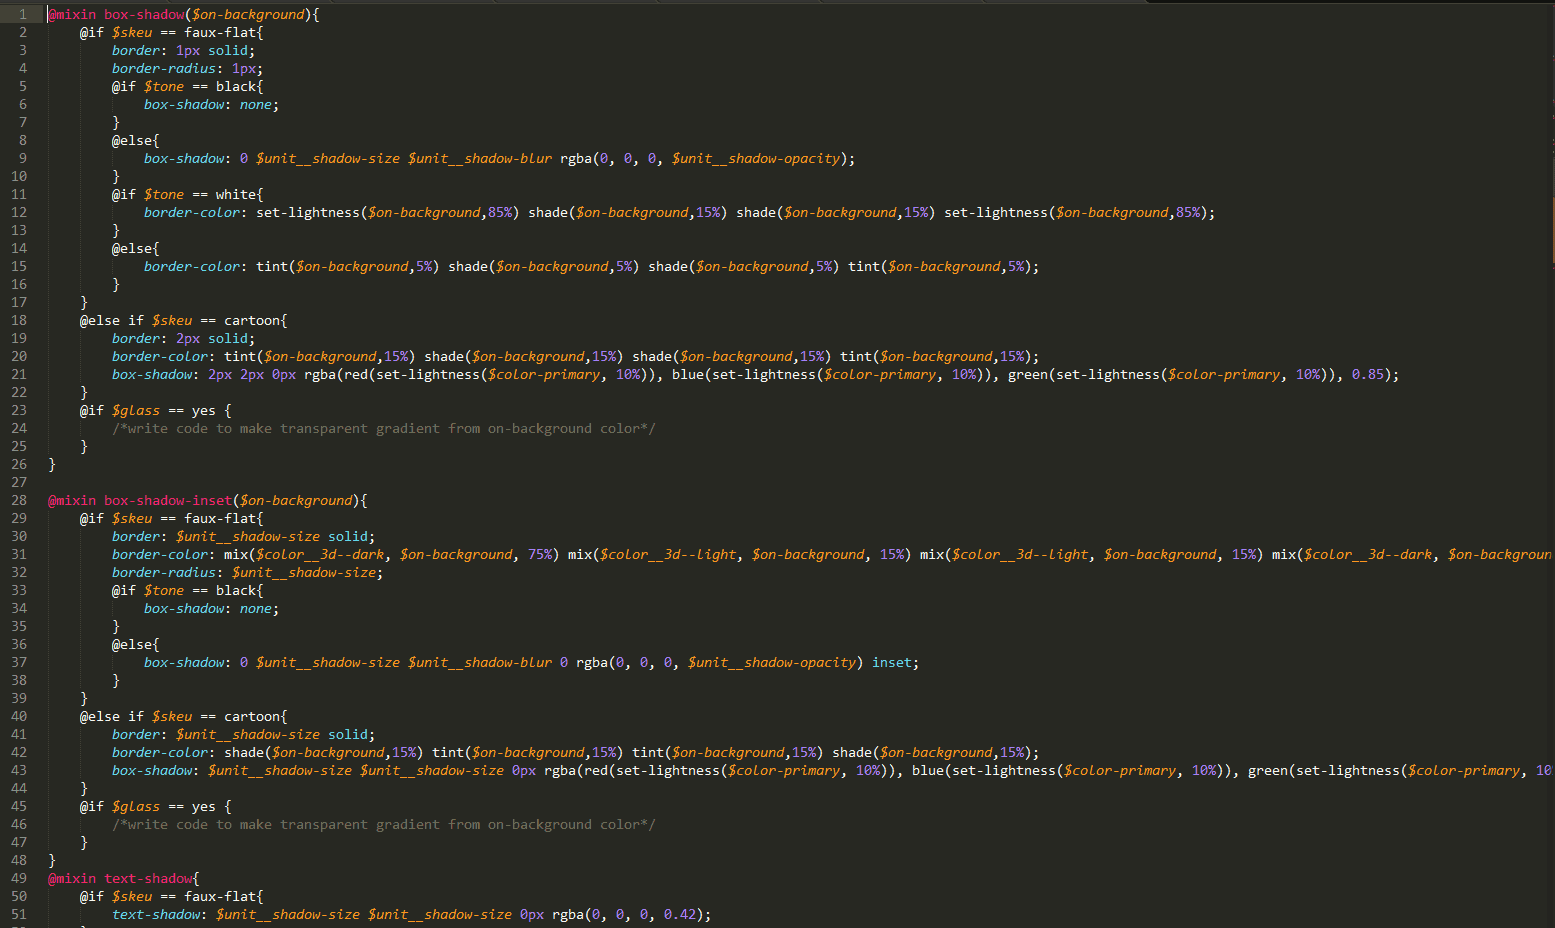 1 @mixin box-shadow($on-background){
2 @if $skeu == faux-flat{
3 border: 1px solid;
4 border-radius: 1px;
5 @if $tone == black{
6 box-shadow: none;
7 }
8 @else{
9 box-shadow: 0 $unit__shadow-size $unit__shadow-blur rgba(0, 0, 0, $unit__shadow-opacity);
10 }
11 @if $tone == white{
12 border-color: set-lightness($on-background,85%) shade($on-background,15%) shade($on-background,15%) set-lightness($on-background,85%);
13 }
14 @else{
15 border-color: tint($on-background,5%) shade($on-background,5%) shade($on-background,5%) tint($on-background,5%);
16 }
17 }
18 @else if $skeu == cartoon{
19 border: 2px solid;
20 border-color: tint($on-background,15%) shade($on-background,15%) shade($on-background,15%) tint($on-background,15%);
21 box-shadow: 2px 2px 0px rgba(red(set-lightness($color-primary, 10%)), blue(set-lightness($color-primary, 10%)), green(set-lightness($color-primary, 10%)), 0.85);
22 }
23 @if $glass == yes {
24 /*write code to make transparent gradient from on-background color*/
25 }
26 }
27
28 @mixin box-shadow-inset($on-background){
29 @if $skeu == faux-flat{
30 border: $unit__shadow-size solid;
31 border-color: mix($color__3d--dark, $on-background, 75%) mix($color__3d--light, $on-background, 15%) mix($color__3d--light, $on-background, 15%) mix($color__3d--dark, $on-backgroun
32 border-radius: $unit__shadow-size;
33 @if $tone == black{
34 box-shadow: none;
35 }
36 @else{
37 box-shadow: 0 $unit__shadow-size $unit__shadow-blur 0 rgba(0, 0, 0, $unit__shadow-opacity) inset;
38 }
39 }
40 @else if $skeu == cartoon{
41 border: $unit__shadow-size solid;
42 border-color: shade($on-background,15%) tint($on-background,15%) tint($on-background,15%) shade($on-background,15%);
43 box-shadow: $unit__shadow-size $unit__shadow-size 0px rgba(red(set-lightness($color-primary, 10%)), blue(set-lightness($color-primary, 10%)), green(set-lightness($color-primary, 10
44 }
45 @if $glass == yes {
46 /*write code to make transparent gradient from on-background color*/
47 }
48 }
49 @mixin text-shadow{
50 @if $skeu == faux-flat{
51 text-shadow: $unit__shadow-size $unit__shadow-size 0px rgba(0, 0, 0, 0.42);